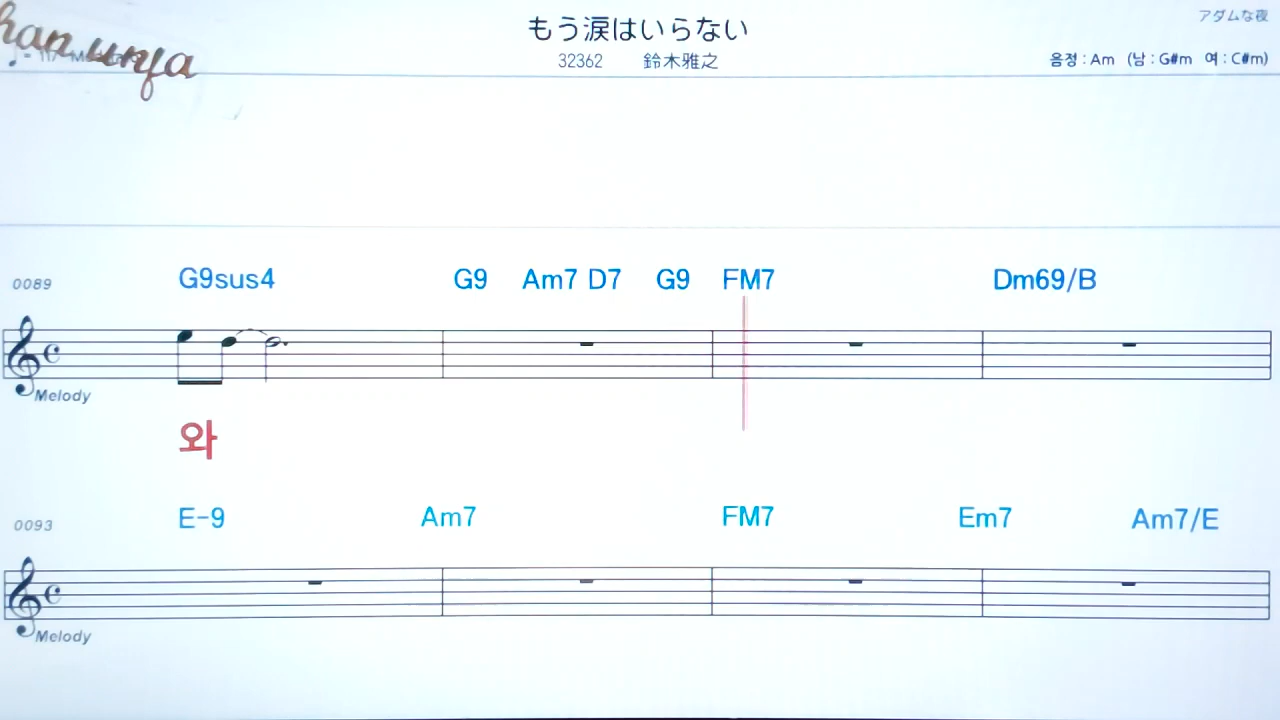 もう涙はいらない
アダムな夜
han unja
32362 鈴木雅之
음정 : Am (남 : G#m 여 : C#m)
0089
G9sus4 G9 Am7 D7 G9 FM7 Dm69/B
Melody
와
0093
E-9 Am7 FM7 Em7 Am7/E
Melody